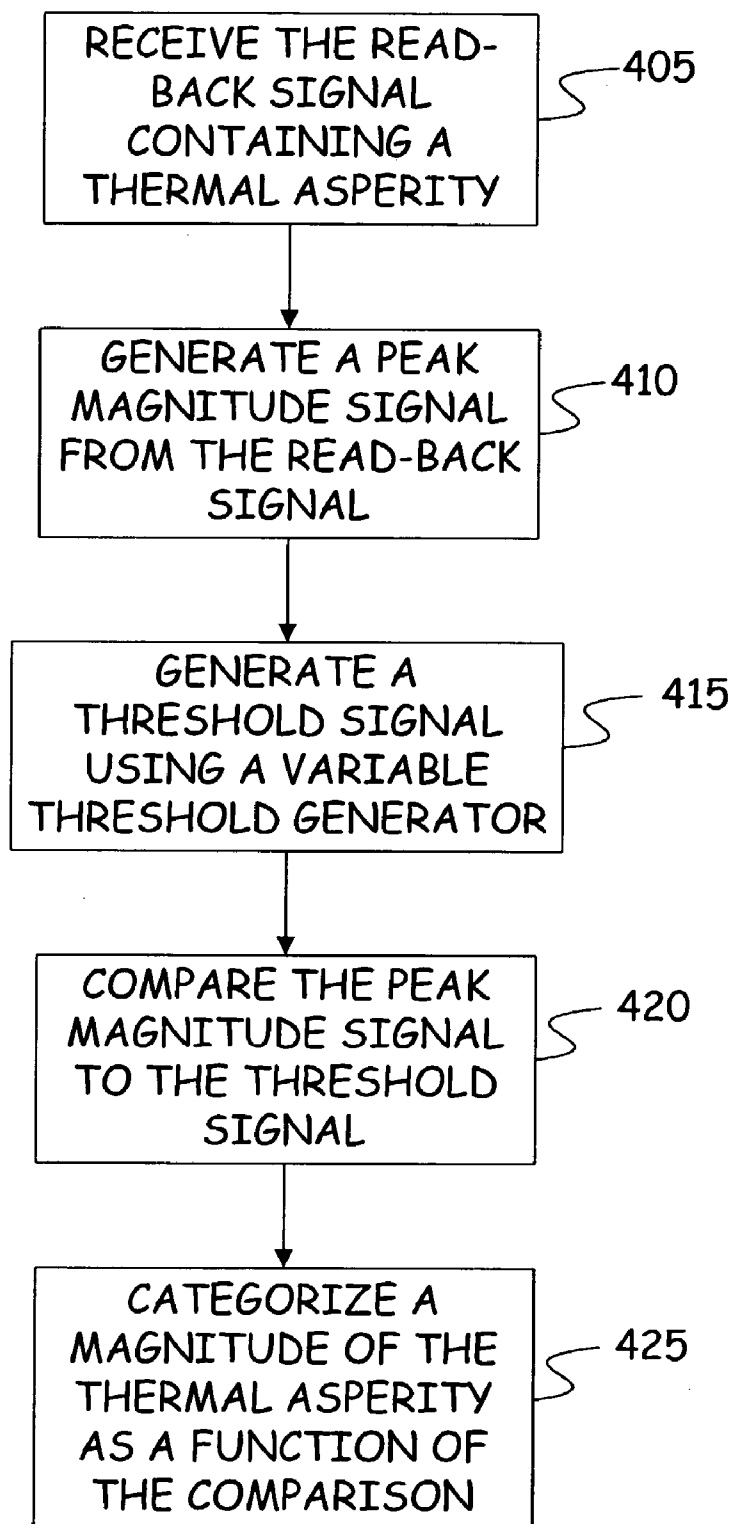 RECEIVE THE READ-
BACK SIGNAL
CONTAINING A
THERMAL ASPERITY
405
GENERATE A PEAK
MAGNITUDE SIGNAL
FROM THE READ-BACK
SIGNAL
410
GENERATE A
THRESHOLD SIGNAL
USING A VARIABLE
THRESHOLD GENERATOR
415
COMPARE THE PEAK
MAGNITUDE SIGNAL
TO THE THRESHOLD
SIGNAL
420
CATEGORIZE A
MAGNITUDE OF THE
THERMAL ASPERITY
AS A FUNCTION OF
THE COMPARISON
425